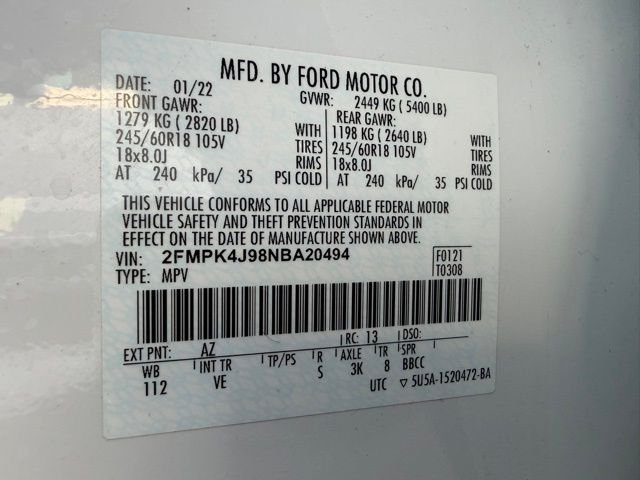 MFD. BY FORD MOTOR CO.
DATE: 01/22 GVWR: 2449 KG ( 5400 LB)
FRONT GAWR: REAR GAWR:
1279 KG ( 2820 LB) WITH 1198 KG ( 2640 LB) WITH
245/60R18 105V TIRES 245/60R18 105V TIRES
18x8.0J RIMS 18x8.0J RIMS
AT 240 kPa/ 35 PSI COLD AT 240 kPa/ 35 PSI COLD
THIS VEHICLE CONFORMS TO ALL APPLICABLE FEDERAL MOTOR
VEHICLE SAFETY AND THEFT PREVENTION STANDARDS IN
EFFECT ON THE DATE OF MANUFACTURE SHOWN ABOVE.
VIN: 2FMPK4J98NBA20494 F0121
TYPE: MPV T0308
EXT PNT: AZ RC: 13 DSO:
WB INT TR TP/PS R AXLE TR SPR
112 VE S 3K 8 BBCC
UTC ▽ 5U5A-1520472-BA